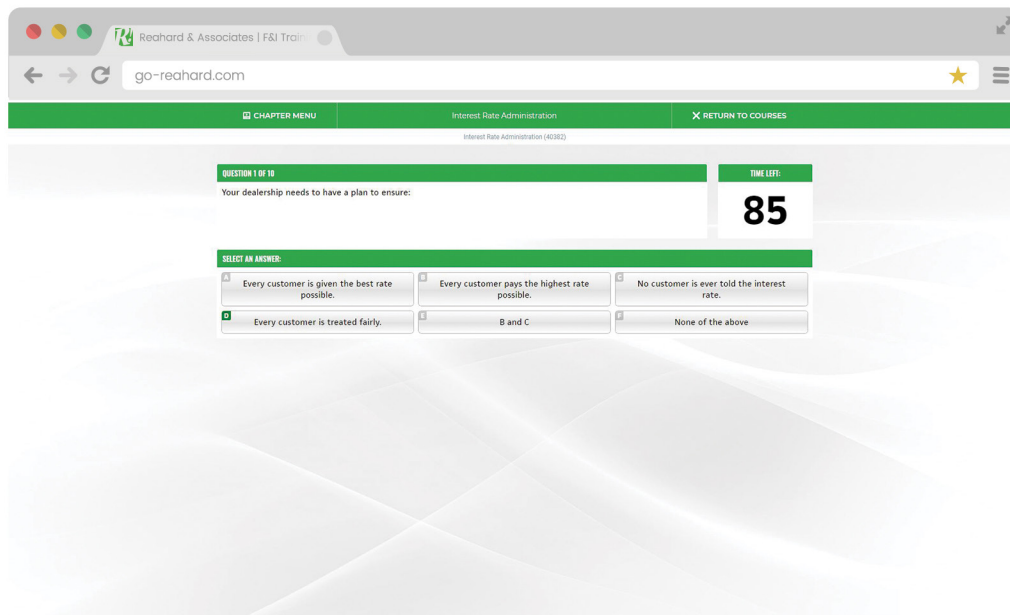 Reahard & Associates | F&I Train
go-reahard.com
CHAPTER MENU
Interest Rate Administration
RETURN TO COURSES
Interest Rate Administration (40382)
QUESTION 1 OF 10
TIME LEFT:
Your dealership needs to have a plan to ensure:
85
SELECT AN ANSWER:
A
Every customer is given the best rate
possible.
B
Every customer pays the highest rate
possible.
C
No customer is ever told the interest
rate.
D
Every customer is treated fairly.
E
B and C
F
None of the above